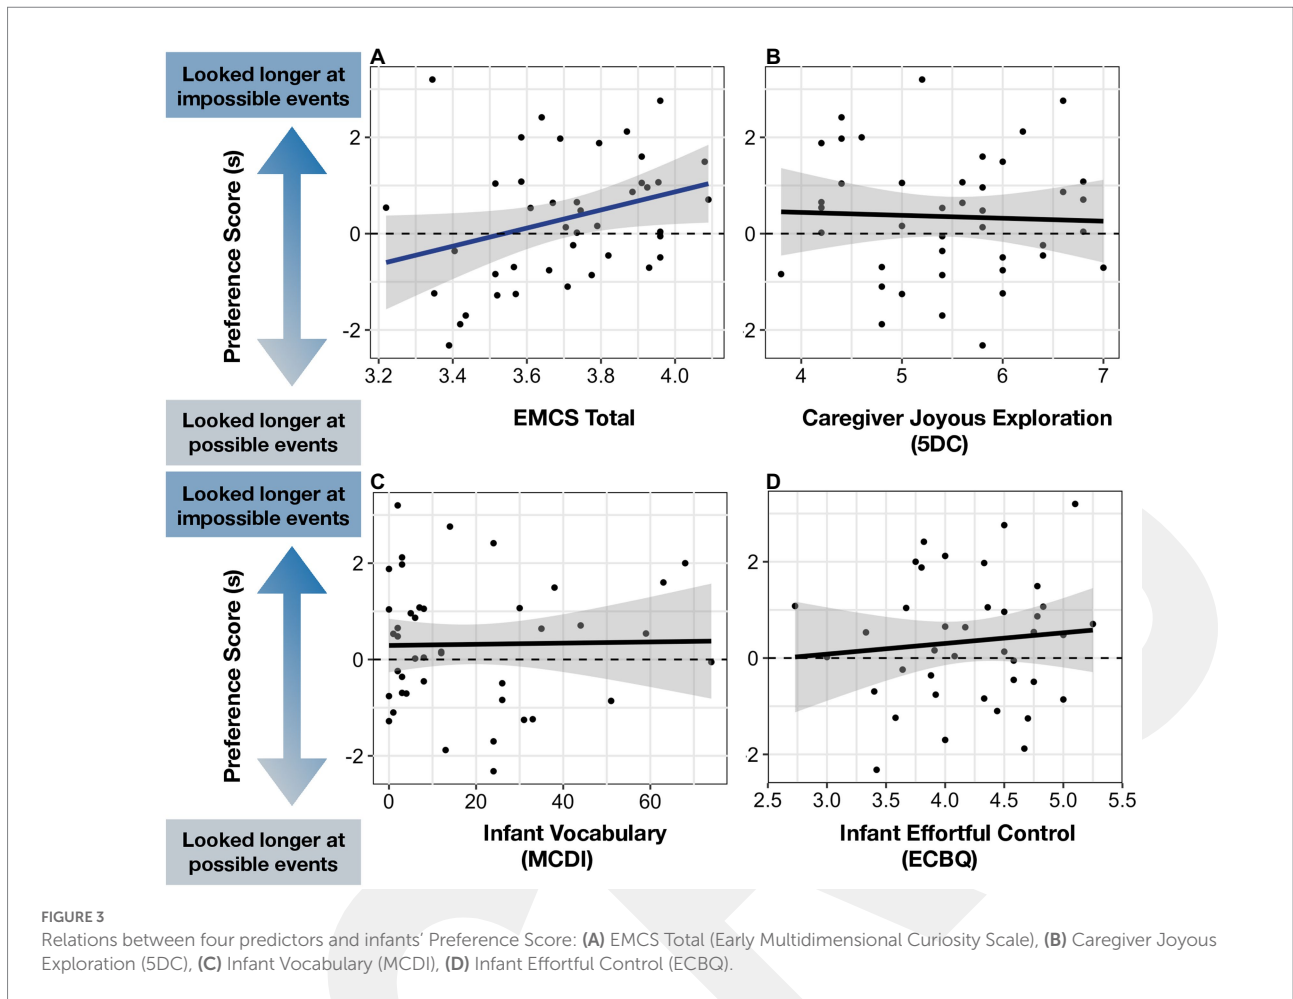 A
B
Looked longer at
impossible events
Preference Score (s)
Looked longer at
possible events
2
0
-2
3.2 3.4 3.6 3.8 4.0
EMCS Total
2
0
2
4 5 6 7
Caregiver Joyous Exploration
(5DC)
C
D
Looked longer at
impossible events
Preference Score (s)
Looked longer at
possible events
2
0
-2
0 20 40 60
Infant Vocabulary
(MCDI)
2
0
2
2.5 3.0 3.5 4.0 4.5 5.0 5.5
Infant Effortful Control
(ECBQ)
FIGURE 3
Relations between four predictors and infants’ Preference Score: (A) EMCS Total (Early Multidimensional Curiosity Scale), (B) Caregiver Joyous
Exploration (5DC), (C) Infant Vocabulary (MCDI), (D) Infant Effortful Control (ECBQ).